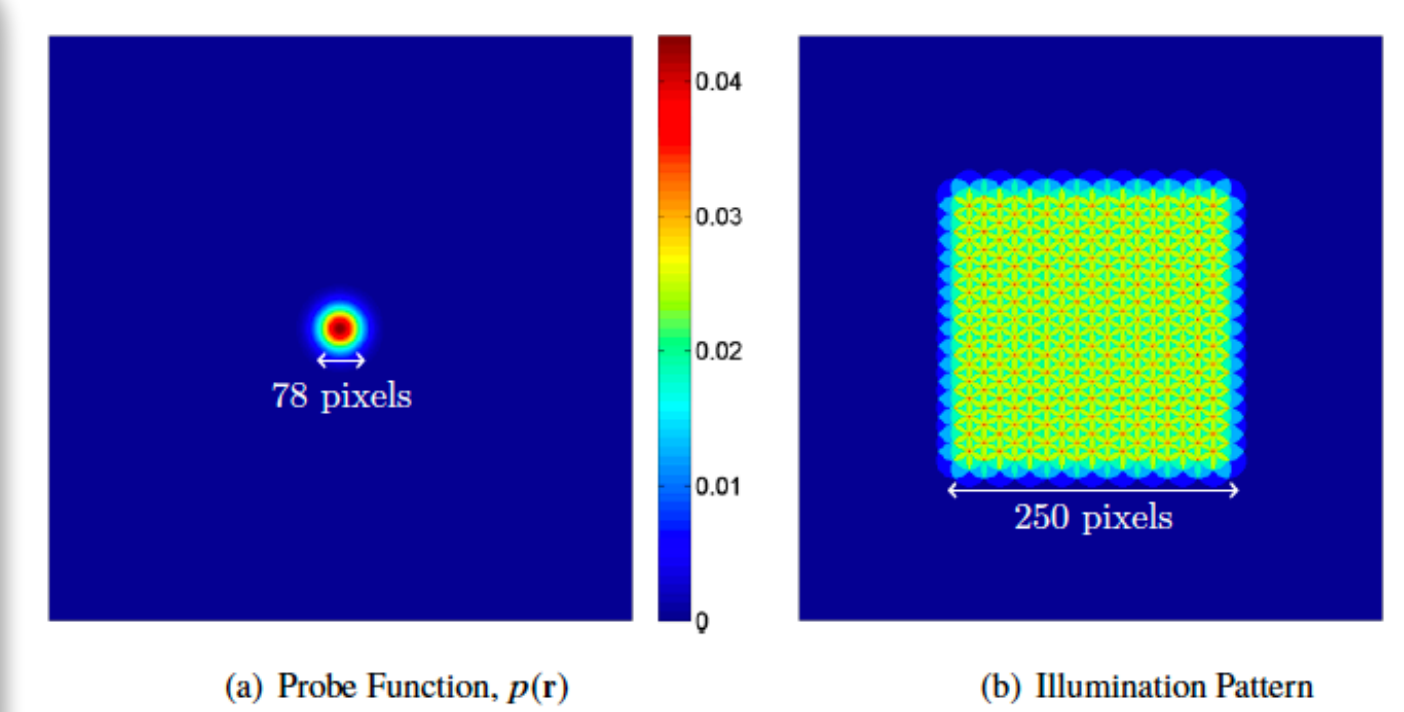 0.04
0.03
0.02
0.01
0
78 pixels
250 pixels
(a) Probe Function, p(r)
(b) Illumination Pattern